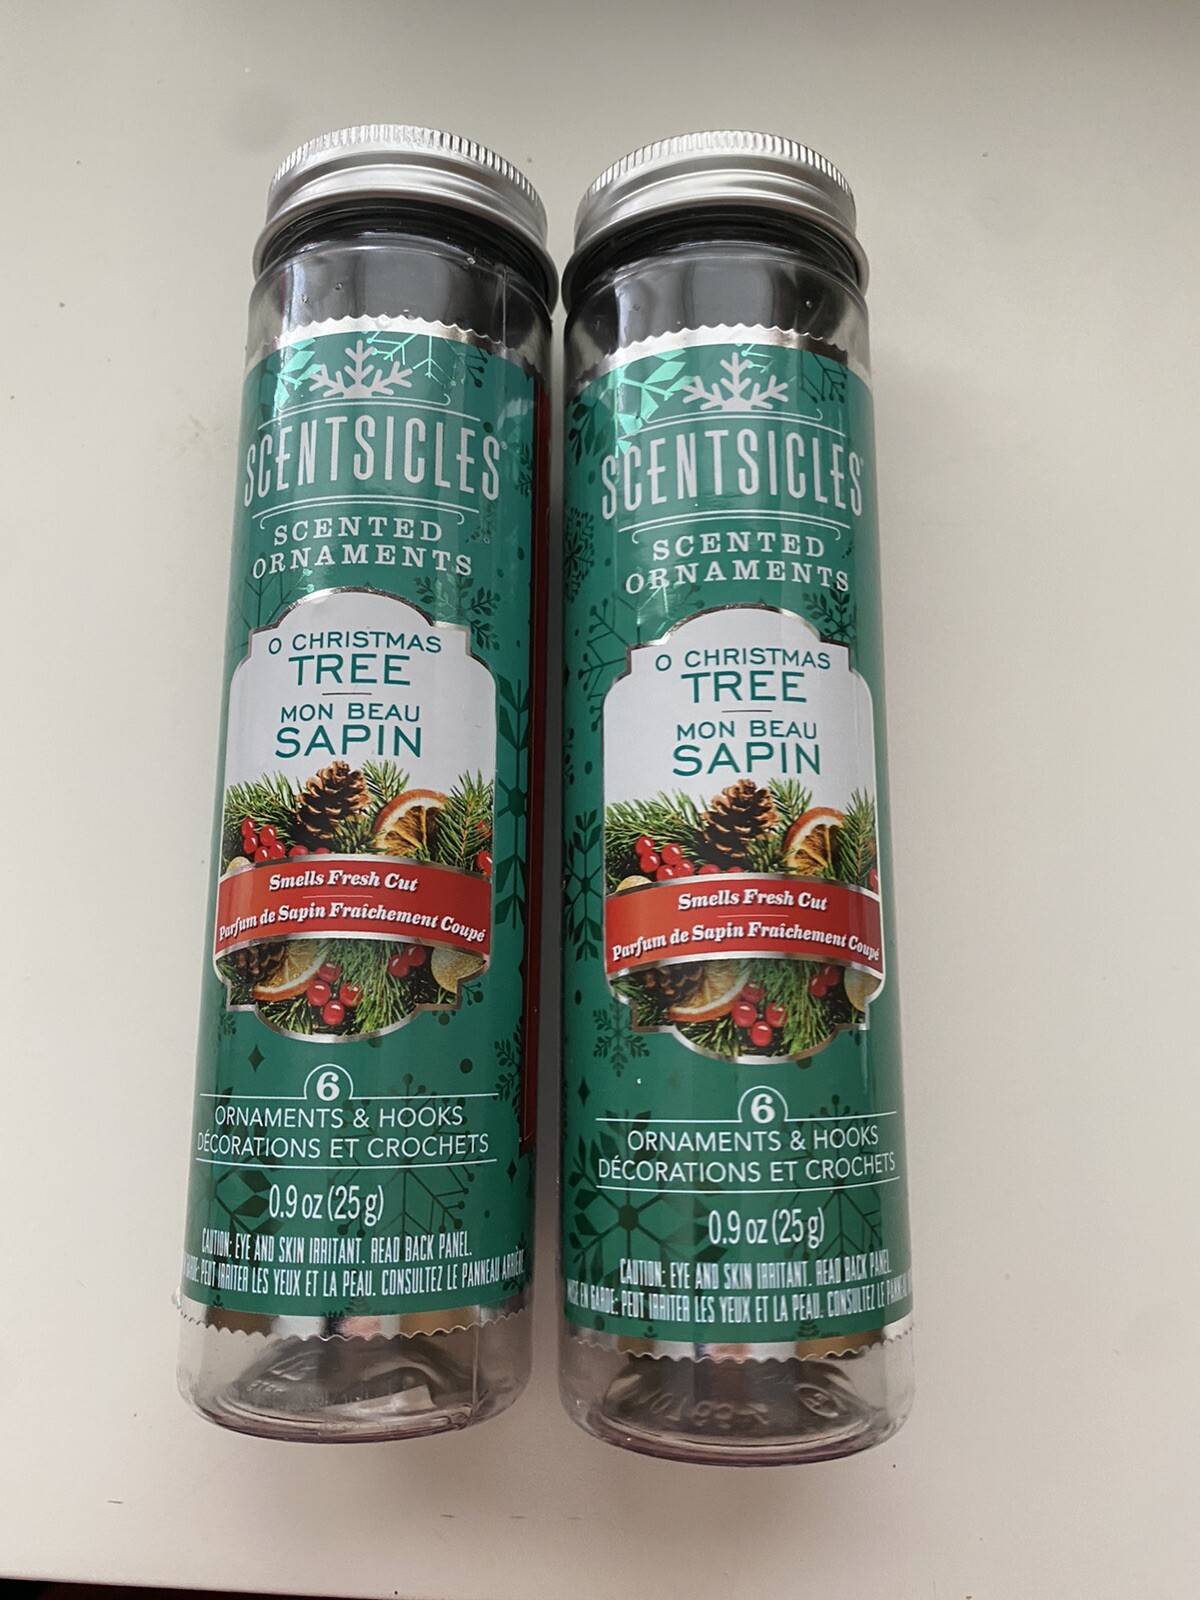 SCENTSICLES®
SCENTED
ORNAMENTS
O CHRISTMAS
TREE
MON BEAU
SAPIN
Smells Fresh Cut
Parfum de Sapin Fraîchement Coupé
6
ORNAMENTS & HOOKS
DÉCORATIONS ET CROCHETS
0.9 oz (25 g)
CAUTION: EYE AND SKIN IRRITANT. READ BACK PANEL.
PEUT IRRITER LES YEUX ET LA PEAU. CONSULTEZ LE PANNEAU ARRIÈRE.
SCENTSICLES®
SCENTED
ORNAMENTS
O CHRISTMAS
TREE
MON BEAU
SAPIN
Smells Fresh Cut
Parfum de Sapin Fraîchement Coupé
6
ORNAMENTS & HOOKS
DÉCORATIONS ET CROCHETS
0.9 oz (25 g)
CAUTION: EYE AND SKIN IRRITANT. READ BACK PANEL.
EN GARDE: PEUT IRRITER LES YEUX ET LA PEAU. CONSULTEZ LE